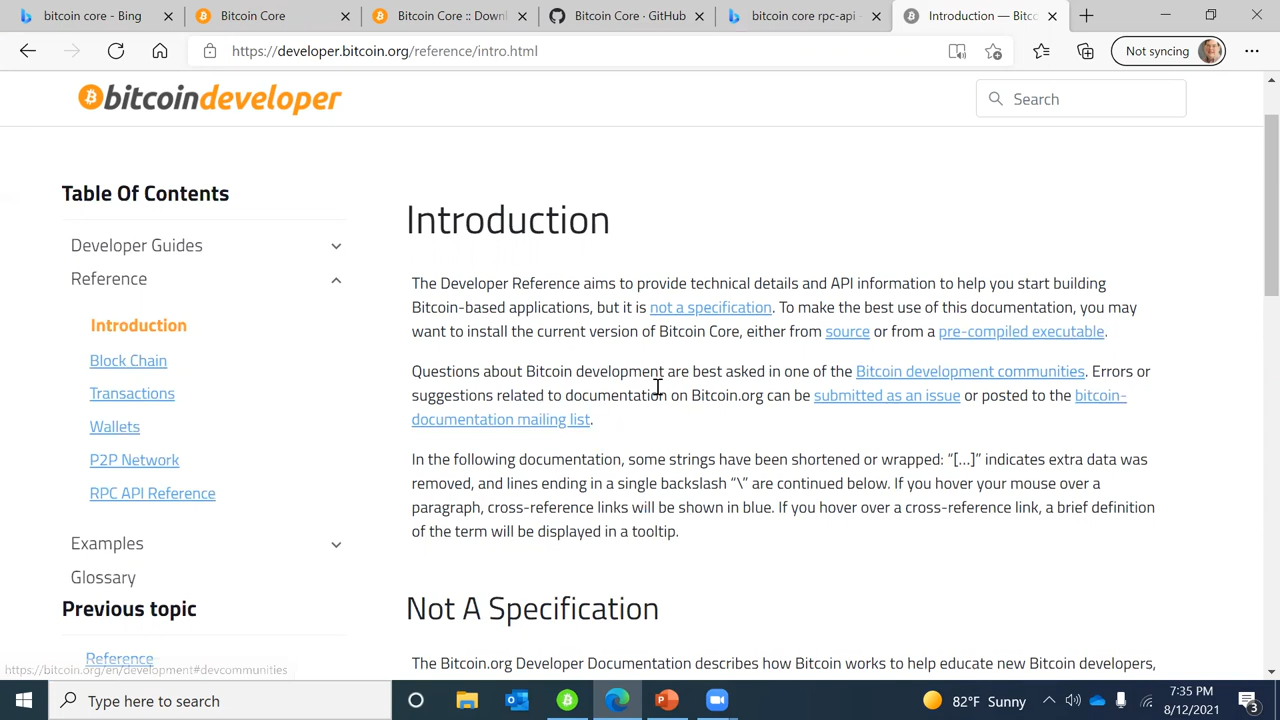 bitcoin core - Bing
Bitcoin Core
Bitcoin Core :: Downl
Bitcoin Core · GitHub
bitcoin core rpc-api -
Introduction — Bitco
https://developer.bitcoin.org/reference/intro.html
Not syncing
bitcoindeveloper
Search
Table Of Contents
Developer Guides
Reference
Introduction
Block Chain
Transactions
Wallets
P2P Network
RPC API Reference
Examples
Glossary
Previous topic
Reference
https://bitcoin.org/en/development#devcommunities
Introduction
The Developer Reference aims to provide technical details and API information to help you start building
Bitcoin-based applications, but it is not a specification. To make the best use of this documentation, you may
want to install the current version of Bitcoin Core, either from source or from a pre-compiled executable.
Questions about Bitcoin development are best asked in one of the Bitcoin development communities. Errors or
suggestions related to documentation on Bitcoin.org can be submitted as an issue or posted to the bitcoin-
documentation mailing list.
In the following documentation, some strings have been shortened or wrapped: “[…]” indicates extra data was
removed, and lines ending in a single backslash “\” are continued below. If you hover your mouse over a
paragraph, cross-reference links will be shown in blue. If you hover over a cross-reference link, a brief definition
of the term will be displayed in a tooltip.
Not A Specification
The Bitcoin.org Developer Documentation describes how Bitcoin works to help educate new Bitcoin developers,
Type here to search
82°F Sunny
7:35 PM
8/12/2021
3